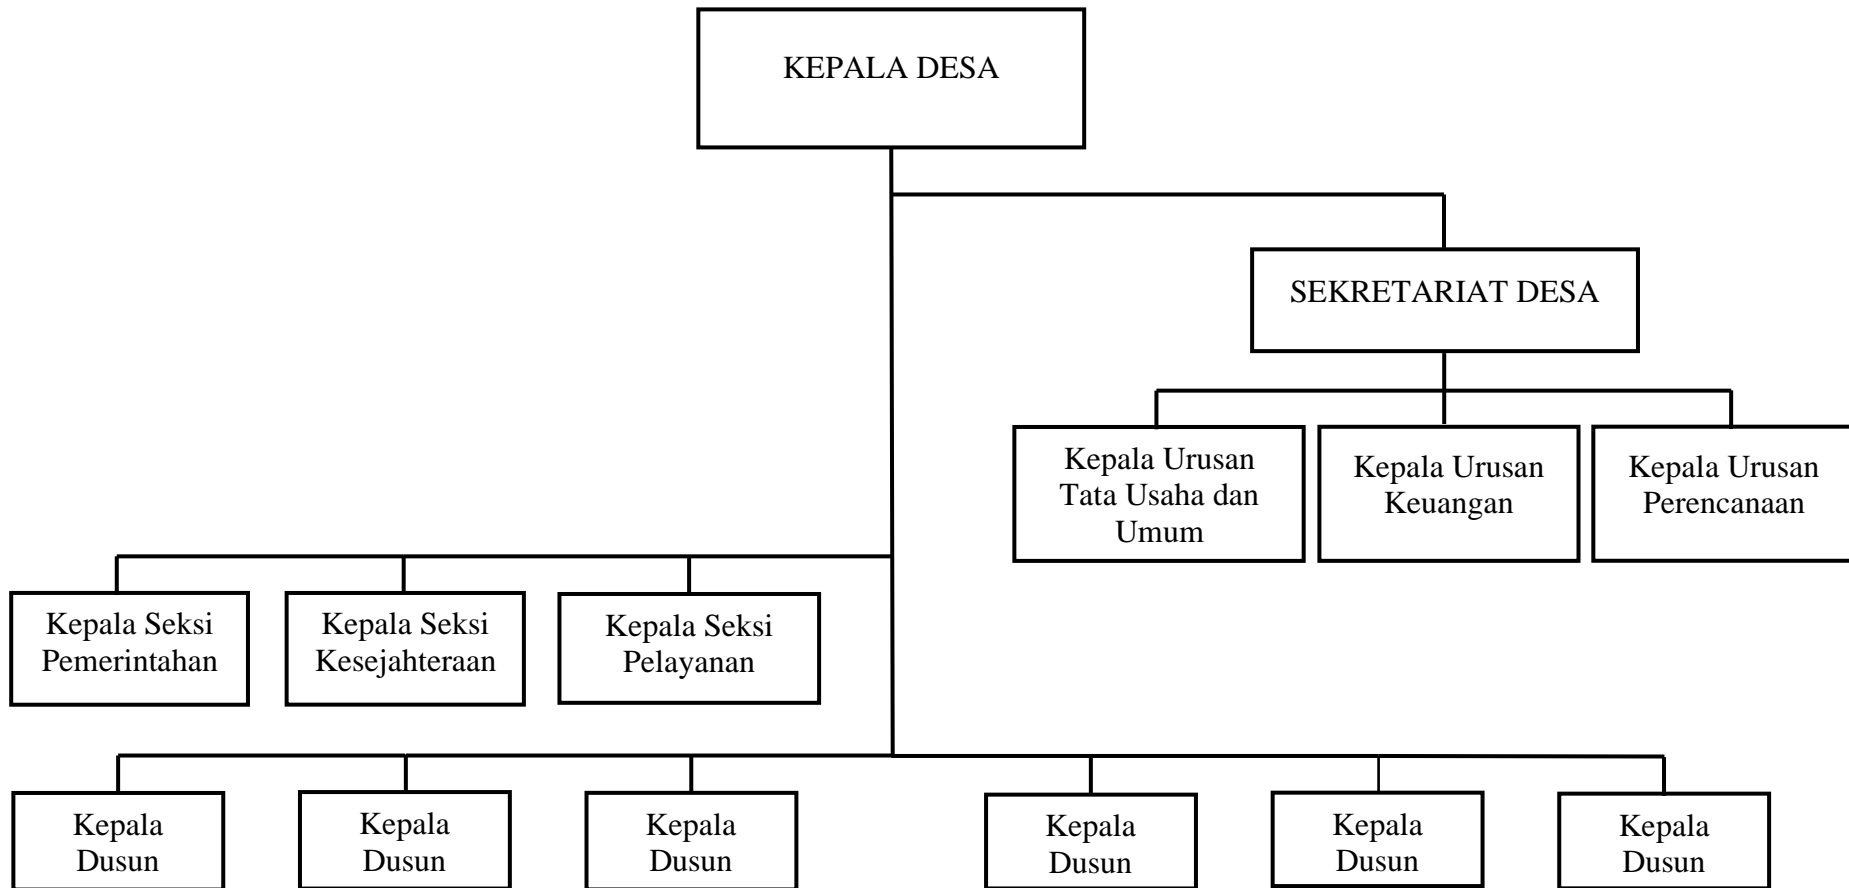 KEPALA DESA
SEKRETARIAT DESA
Kepala Urusan
Tata Usaha dan
Umum
Kepala Urusan
Keuangan
Kepala Urusan
Perencanaan
Kepala Seksi
Pemerintahan
Kepala Seksi
Kesejahteraan
Kepala Seksi
Pelayanan
Kepala
Dusun
Kepala
Dusun
Kepala
Dusun
Kepala
Dusun
Kepala
Dusun
Kepala
Dusun